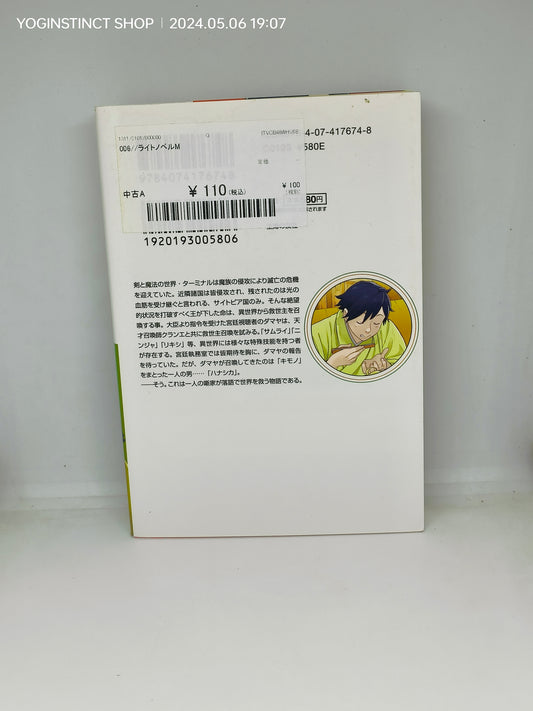 YOGINSTINCT SHOP | 2024.05.06 19:07
4-07-417674-8
008//ライトノベルM
580E
定価
9784074176748
中古A
¥ 110(税込)
¥ 100
(税別)
80円
1920193005806
剣と魔法の世界・ターミナルは魔族の侵攻により滅亡の危機
を迎えていた。近隣諸国は皆侵攻され、残されたのは光の
血筋を受け継ぐと言われる、サイトピア国のみ。そんな絶望
的状況を打破すべく王が下した命は、異世界から救世主を召
喚する事。大臣より指令を受けた宮廷視聴者のダマヤは、天
才召喚師クランエと共に救世主召喚を試みる。「サムライ」「ニ
ンジャ」「リキシ」等、異世界には様々な特殊技能を持つ者
が存在する。宮廷執務室では皆期待を胸に、ダマヤの報告
を待っていた。だが、ダマヤが召喚してきたのは「キモノ」
をまとった一人の男……「ハナシカ」。
――そう。これは一人の噺家が落語で世界を救う物語である。